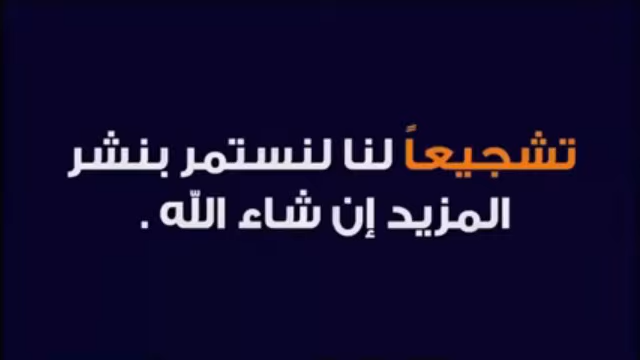 تشجيعاً لنا لنستمر بنشر
المزيد إن شاء الله .